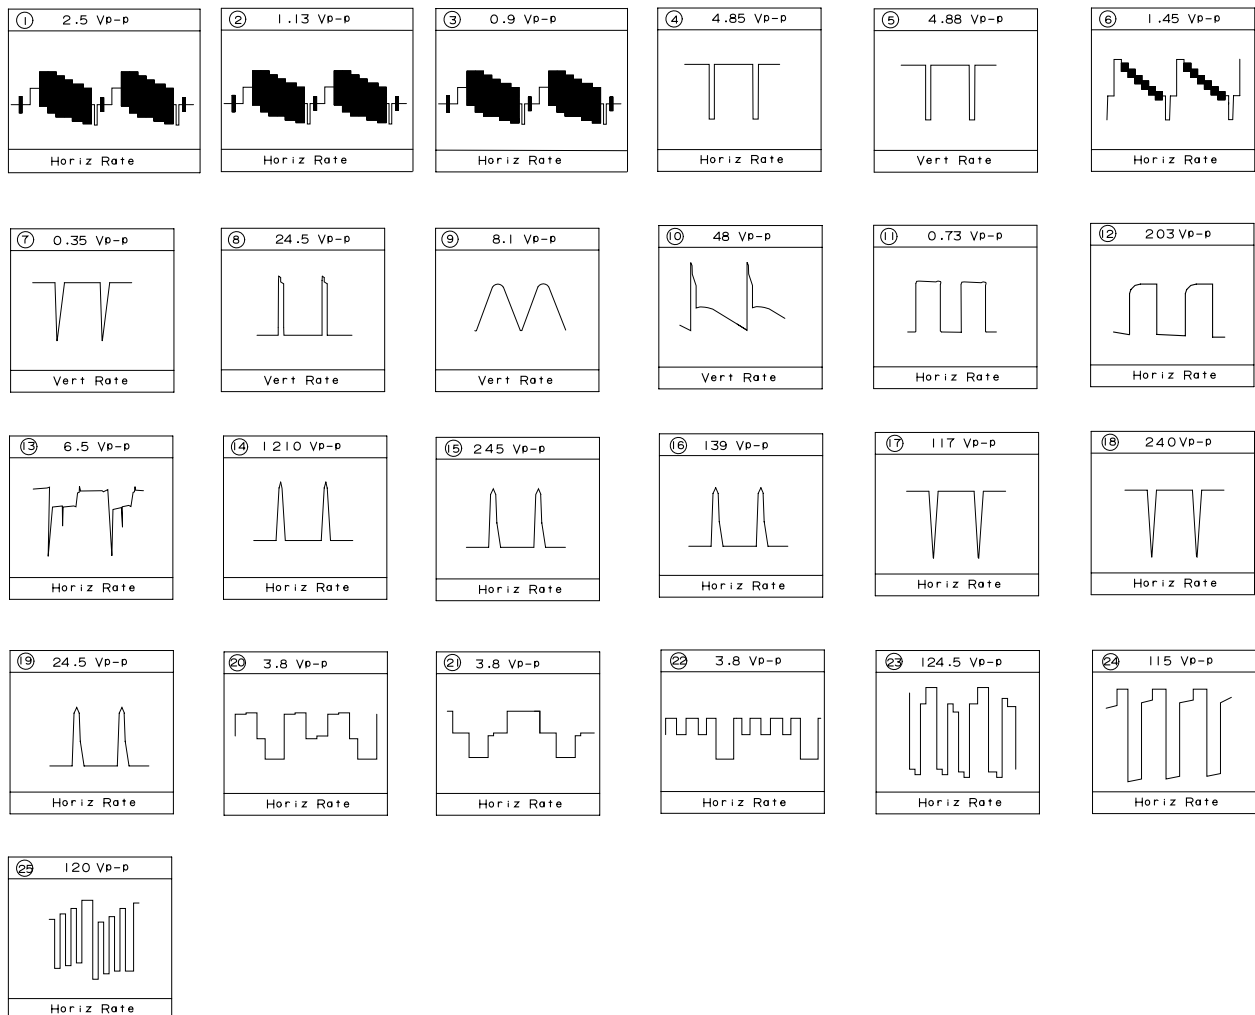 ① 2.5 Vp-p
② 1.13 Vp-p
③ 0.9 Vp-p
④ 4.85 Vp-p
⑤ 4.88 Vp-p
⑥ 1.45 Vp-p
Horiz Rate
Horiz Rate
Horiz Rate
Horiz Rate
Vert Rate
Horiz Rate
⑦ 0.35 Vp-p
⑧ 24.5 Vp-p
⑨ 8.1 Vp-p
⑩ 48 Vp-p
⑪ 0.73 Vp-p
⑫ 203 Vp-p
Vert Rate
Vert Rate
Vert Rate
Vert Rate
Horiz Rate
Horiz Rate
⑬ 6.5 Vp-p
⑭ 1210 Vp-p
⑮ 245 Vp-p
⑯ 139 Vp-p
⑰ 117 Vp-p
⑱ 240 Vp-p
Horiz Rate
Horiz Rate
Horiz Rate
Horiz Rate
Horiz Rate
Horiz Rate
⑲ 24.5 Vp-p
⑳ 3.8 Vp-p
㉑ 3.8 Vp-p
㉒ 3.8 Vp-p
㉓ 124.5 Vp-p
㉔ 115 Vp-p
Horiz Rate
Horiz Rate
Horiz Rate
Horiz Rate
Horiz Rate
Horiz Rate
㉕ 120 Vp-p
Horiz Rate